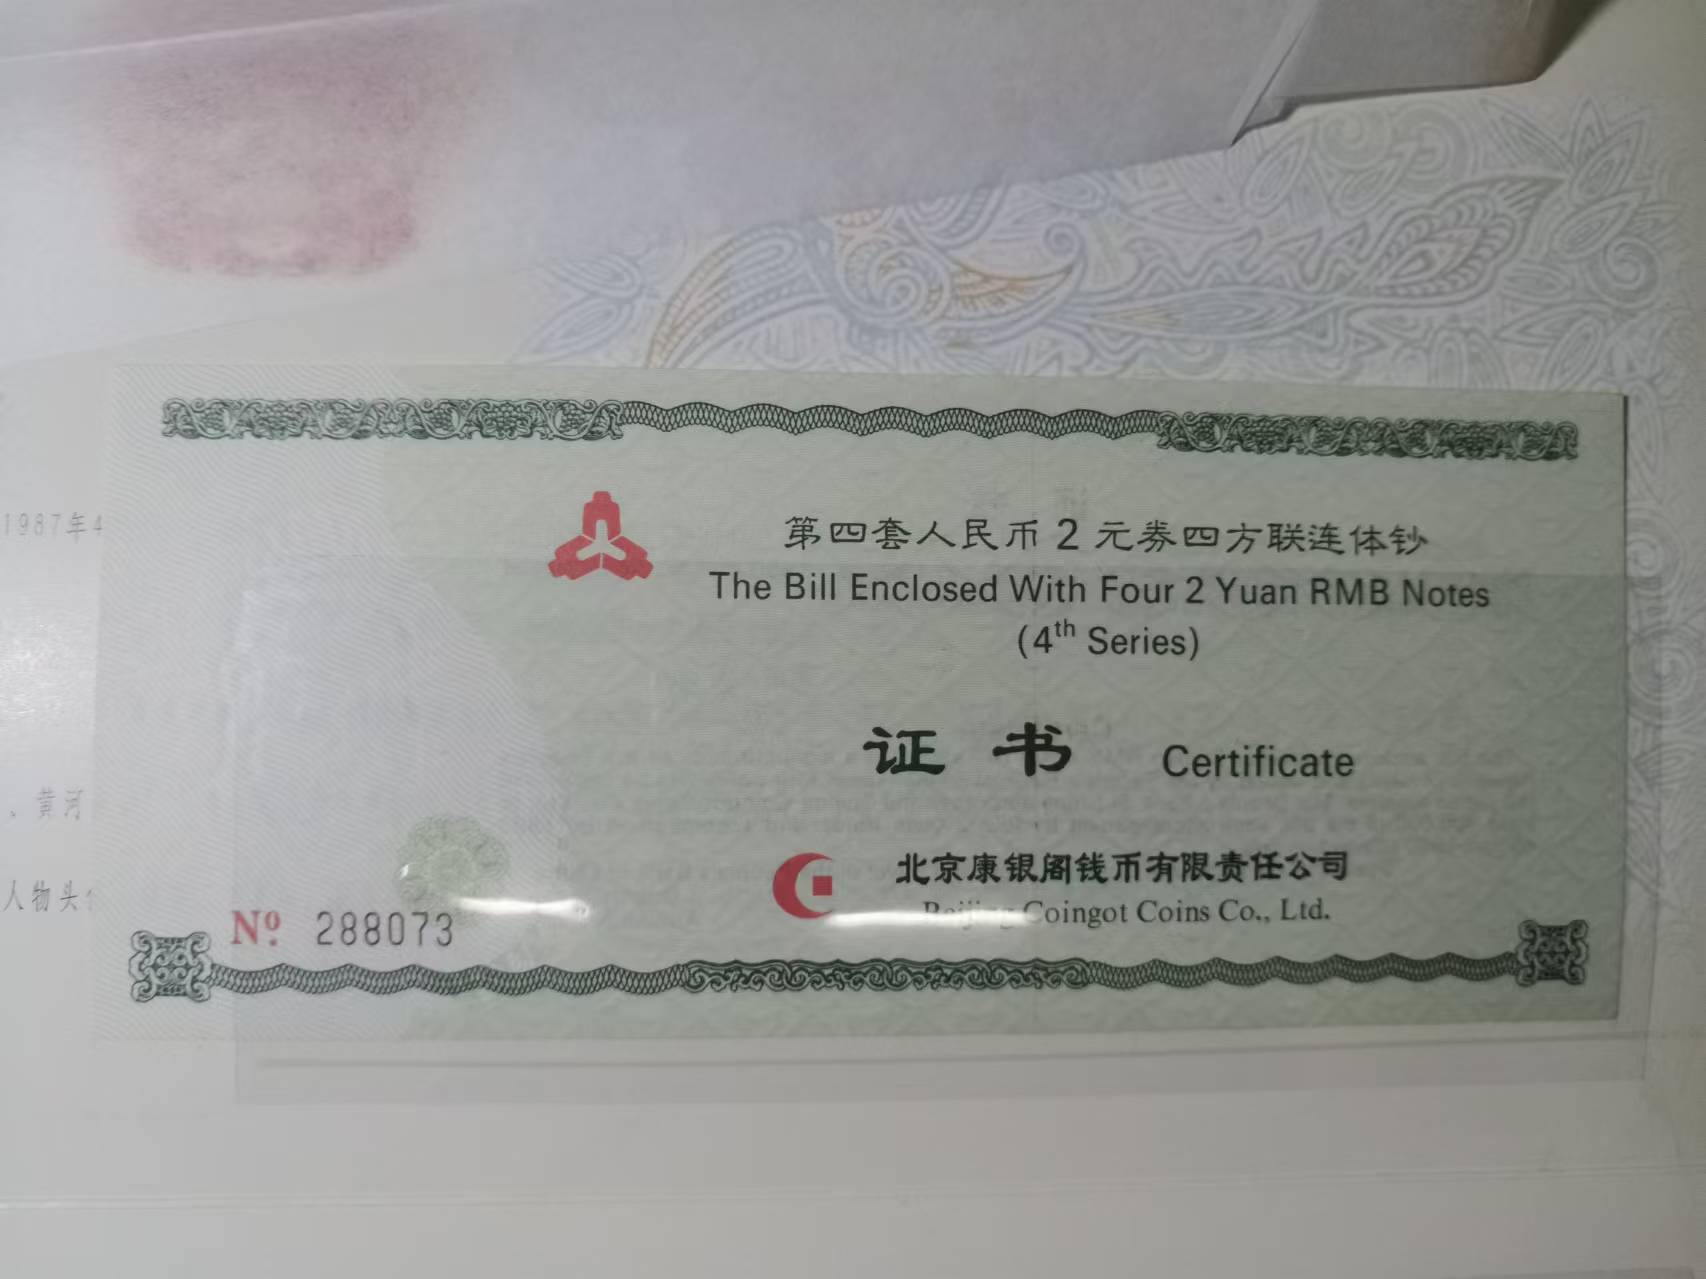 1987年4
第四套人民币2元券四方联连体钞
The Bill Enclosed With Four 2 Yuan RMB Notes
(4th Series)
证书 Certificate
、黄河
人物头
北京康银阁钱币有限责任公司
Beijing Coingot Coins Co., Ltd.
Nº 288073